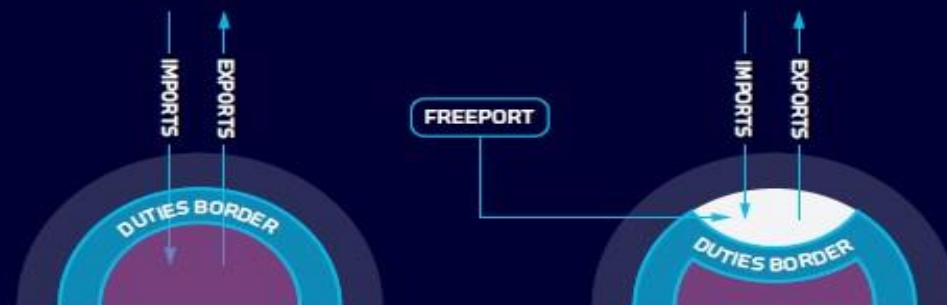 IMPORTS
EXPORTS
DUTIES BORDER
FREEPORT
IMPORTS
EXPORTS
DUTIES BORDER